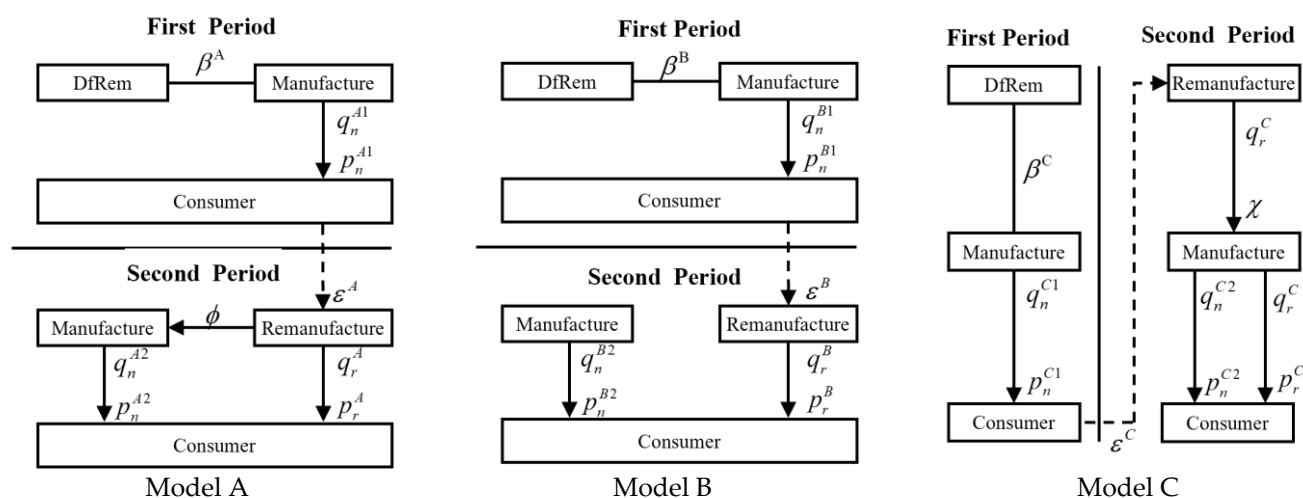 First Period
DfRem
β^A
Manufacture
q_n^{A1}
p_n^{A1}
Consumer
Second Period
ε^A
Manufacture
ϕ
Remanufacture
q_n^{A2}
q_r^A
p_n^{A2}
p_r^A
Consumer
Model A
First Period
DfRem
β^B
Manufacture
q_n^{B1}
p_n^{B1}
Consumer
Second Period
ε^B
Manufacture
Remanufacture
q_n^{B2}
q_r^B
p_n^{B2}
p_r^B
Consumer
Model B
First Period
DfRem
β^C
Manufacture
q_n^{C1}
p_n^{C1}
Consumer
ε^C
Second Period
Remanufacture
q_r^C
χ
Manufacture
q_n^{C2}
q_r^C
p_n^{C2}
p_r^C
Consumer
Model C